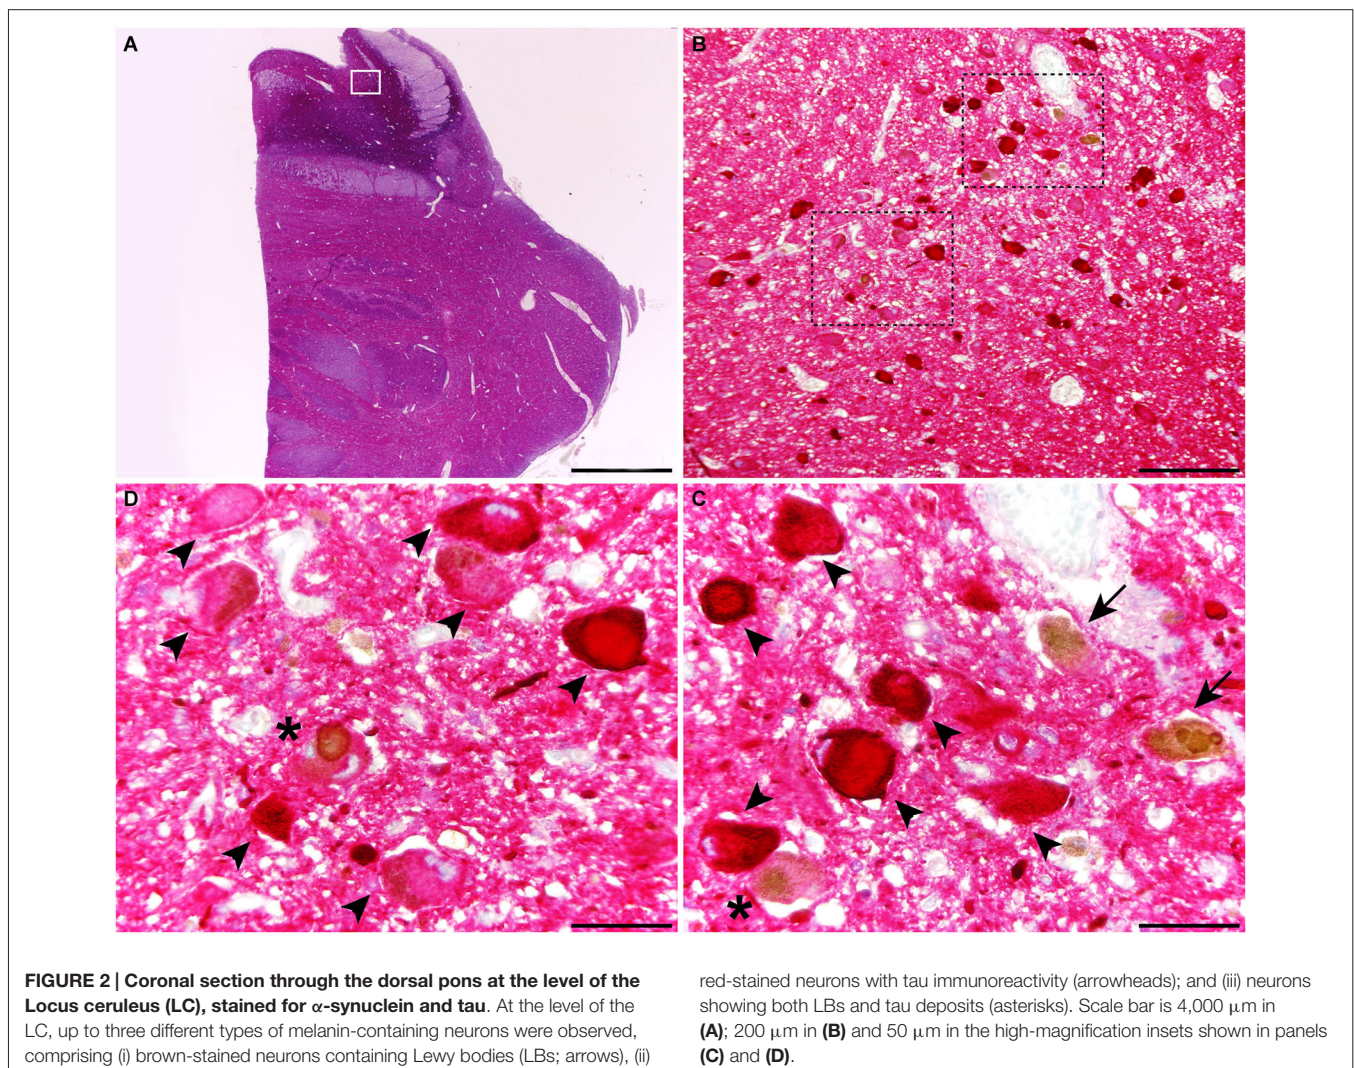 A
B
D
C
*
*
FIGURE 2 | Coronal section through the dorsal pons at the level of the
Locus ceruleus (LC), stained for α-synuclein and tau. At the level of the
LC, up to three different types of melanin-containing neurons were observed,
comprising (i) brown-stained neurons containing Lewy bodies (LBs; arrows), (ii)
red-stained neurons with tau immunoreactivity (arrowheads); and (iii) neurons
showing both LBs and tau deposits (asterisks). Scale bar is 4,000 μm in
(A); 200 μm in (B) and 50 μm in the high-magnification insets shown in panels
(C) and (D).